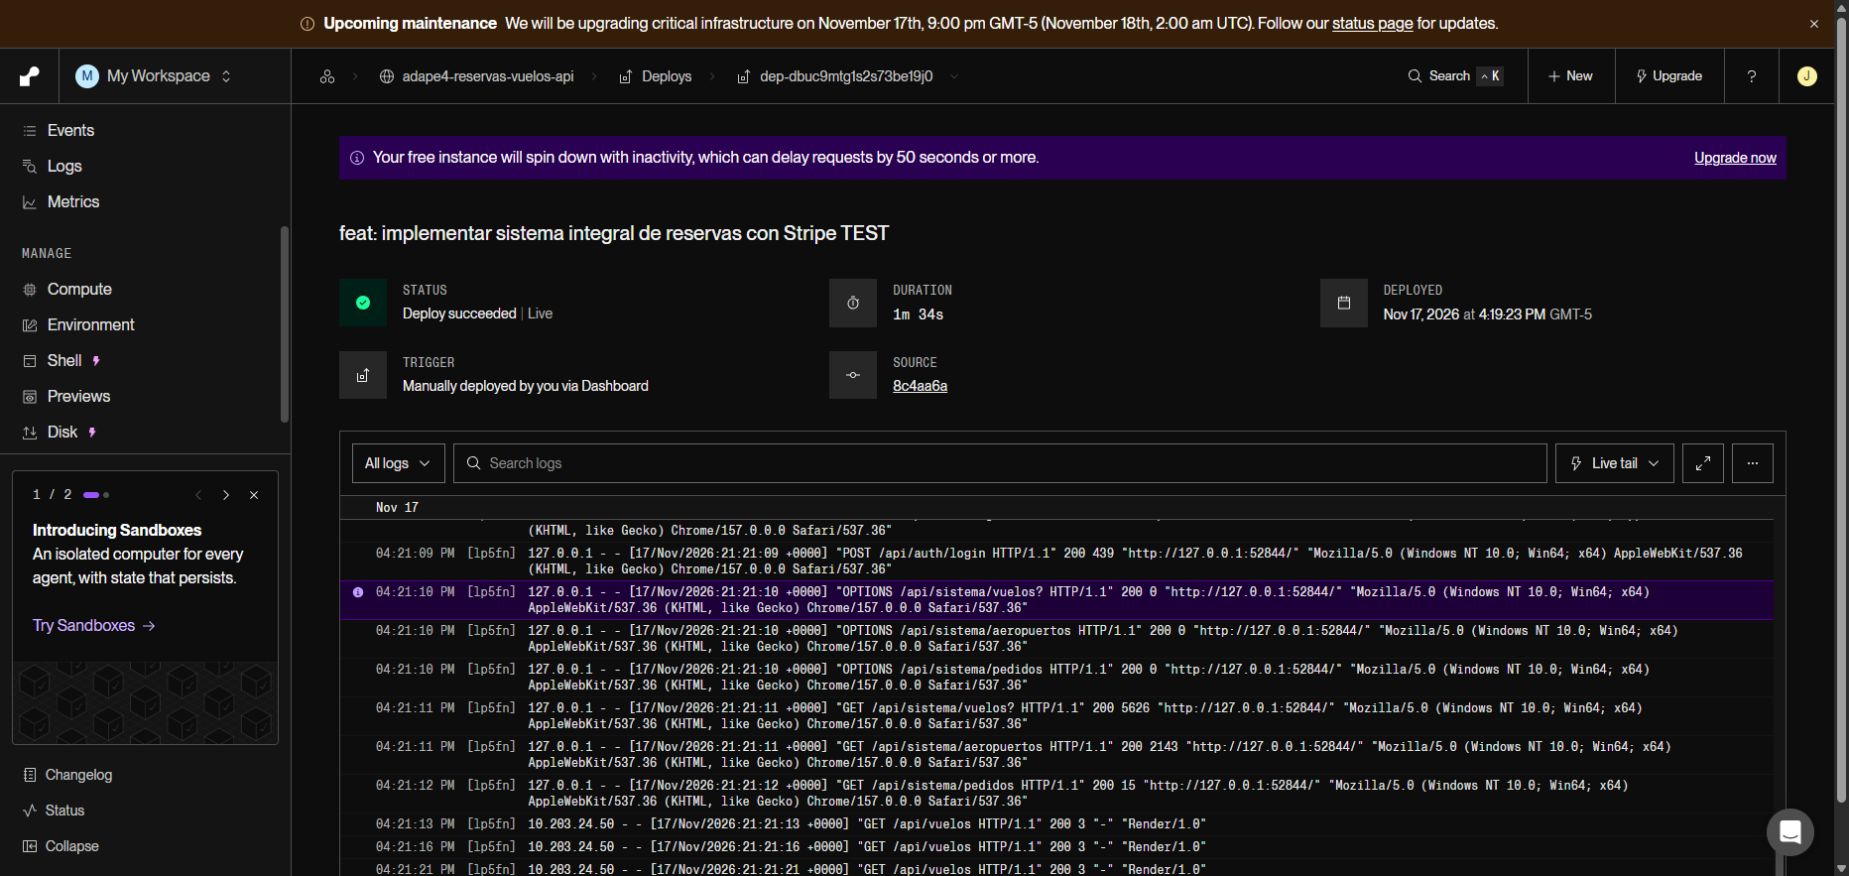 Upcoming maintenance We will be upgrading critical infrastructure on November 17th, 9:00 pm GMT-5 (November 18th, 2:00 am UTC). Follow our status page for updates.
M My Workspace
adape4-reservas-vuelos-api
Deploys
dep-dbuc9mtg1s2s73be19j0
Search ^ K
+ New
Upgrade
?
J
Events
Logs
Metrics
MANAGE
Compute
Environment
Shell
Previews
Disk
1 / 2
Introducing Sandboxes
An isolated computer for every
agent, with state that persists.
Try Sandboxes →
Changelog
Status
Collapse
Your free instance will spin down with inactivity, which can delay requests by 50 seconds or more.
Upgrade now
feat: implementar sistema integral de reservas con Stripe TEST
STATUS
Deploy succeeded | Live
DURATION
1m 34s
DEPLOYED
Nov 17, 2026 at 4:19:23 PM GMT-5
TRIGGER
Manually deployed by you via Dashboard
SOURCE
8c4aa6a
All logs
Search logs
Live tail
...
Nov 17
(KHTML, like Gecko) Chrome/157.0.0.0 Safari/537.36"
04:21:09 PM [lp5fn] 127.0.0.1 - - [17/Nov/2026:21:21:09 +0000] "POST /api/auth/login HTTP/1.1" 200 439 "http://127.0.0.1:52844/" "Mozilla/5.0 (Windows NT 10.0; Win64; x64) AppleWebKit/537.36
(KHTML, like Gecko) Chrome/157.0.0.0 Safari/537.36"
04:21:10 PM [lp5fn] 127.0.0.1 - - [17/Nov/2026:21:21:10 +0000] "OPTIONS /api/sistema/vuelos? HTTP/1.1" 200 0 "http://127.0.0.1:52844/" "Mozilla/5.0 (Windows NT 10.0; Win64; x64)
AppleWebKit/537.36 (KHTML, like Gecko) Chrome/157.0.0.0 Safari/537.36"
04:21:10 PM [lp5fn] 127.0.0.1 - - [17/Nov/2026:21:21:10 +0000] "OPTIONS /api/sistema/aeropuertos HTTP/1.1" 200 0 "http://127.0.0.1:52844/" "Mozilla/5.0 (Windows NT 10.0; Win64; x64)
AppleWebKit/537.36 (KHTML, like Gecko) Chrome/157.0.0.0 Safari/537.36"
04:21:10 PM [lp5fn] 127.0.0.1 - - [17/Nov/2026:21:21:10 +0000] "OPTIONS /api/sistema/pedidos HTTP/1.1" 200 0 "http://127.0.0.1:52844/" "Mozilla/5.0 (Windows NT 10.0; Win64; x64)
AppleWebKit/537.36 (KHTML, like Gecko) Chrome/157.0.0.0 Safari/537.36"
04:21:11 PM [lp5fn] 127.0.0.1 - - [17/Nov/2026:21:21:11 +0000] "GET /api/sistema/vuelos? HTTP/1.1" 200 5626 "http://127.0.0.1:52844/" "Mozilla/5.0 (Windows NT 10.0; Win64; x64)
AppleWebKit/537.36 (KHTML, like Gecko) Chrome/157.0.0.0 Safari/537.36"
04:21:11 PM [lp5fn] 127.0.0.1 - - [17/Nov/2026:21:21:11 +0000] "GET /api/sistema/aeropuertos HTTP/1.1" 200 2143 "http://127.0.0.1:52844/" "Mozilla/5.0 (Windows NT 10.0; Win64; x64)
AppleWebKit/537.36 (KHTML, like Gecko) Chrome/157.0.0.0 Safari/537.36"
04:21:12 PM [lp5fn] 127.0.0.1 - - [17/Nov/2026:21:21:12 +0000] "GET /api/sistema/pedidos HTTP/1.1" 200 15 "http://127.0.0.1:52844/" "Mozilla/5.0 (Windows NT 10.0; Win64; x64)
AppleWebKit/537.36 (KHTML, like Gecko) Chrome/157.0.0.0 Safari/537.36"
04:21:13 PM [lp5fn] 10.203.24.50 - - [17/Nov/2026:21:21:13 +0000] "GET /api/vuelos HTTP/1.1" 200 3 "-" "Render/1.0"
04:21:16 PM [lp5fn] 10.203.24.50 - - [17/Nov/2026:21:21:16 +0000] "GET /api/vuelos HTTP/1.1" 200 3 "-" "Render/1.0"
04:21:21 PM [lp5fn] 10.203.24.50 - - [17/Nov/2026:21:21:21 +0000] "GET /api/vuelos HTTP/1.1" 200 3 "-" "Render/1.0"